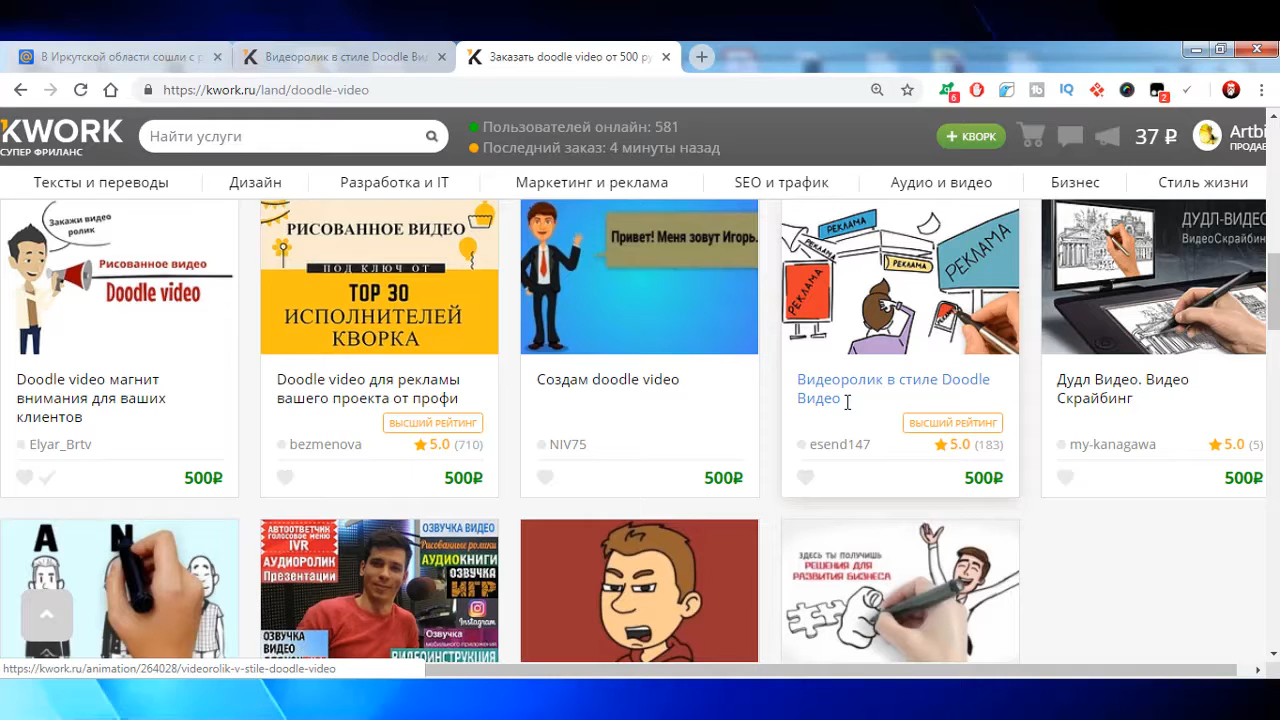 В Иркутской области сошли с р
Видеоролик в стиле Doodle Ви
Заказать doodle video от 500 ру
https://kwork.ru/land/doodle-video
6
IQ
2
KWORK
СУПЕР ФРИЛАНС
Найти услуги
Пользователей онлайн: 581
Последний заказ: 4 минуты назад
+ КВОРК
37 ₽
Artbi
ПРОДАВ
Тексты и переводы
Дизайн
Разработка и IT
Маркетинг и реклама
SEO и трафик
Аудио и видео
Бизнес
Стиль жизни
Закажи видео
ролик
Рисованное видео
Doodle video
РИСОВАННОЕ ВИДЕО
ПОД КЛЮЧ ОТ
TOP 30
ИСПОЛНИТЕЛЕЙ
КВОРКА
Привет! Меня зовут Игорь.
РЕКЛАМА
РЕКЛАМА
РЕКЛАМА
РЕКЛАМА
РЕКЛАМА
ДУДЛ-ВИДЕО
ВидеоСкрайбинг
Doodle video магнит
внимания для ваших
клиентов
Elyar_Brtv
500₽
Doodle video для рекламы
вашего проекта от профи
ВЫСШИЙ РЕЙТИНГ
bezmenova
5.0 (710)
500₽
Создам doodle video
NIV75
500₽
Видеоролик в стиле Doodle
Видео
ВЫСШИЙ РЕЙТИНГ
esend147
5.0 (183)
500₽
Дудл Видео. Видео
Скрайбинг
my-kanagawa
5.0 (5)
500₽
A N
АВТООТВЕТЧИК
ГОЛОСОВОЕ МЕНЮ
IVR
АУДИОРОЛИК
Презентации
ОЗВУЧКА ВИДЕО
Рисованные ролики
АУДИОКНИГИ
ОЗВУЧКА
ИГР
Instagram
Озвучка
мобильного приложения
ОЗВУЧКА
ВИДЕО
ВИДЕОИНСТРУКЦИЯ
ЗДЕСЬ ТЫ ПОЛУЧИШЬ
РЕШЕНИЯ ДЛЯ
РАЗВИТИЯ БИЗНЕСА
https://kwork.ru/animation/264028/videorolik-v-stile-doodle-video